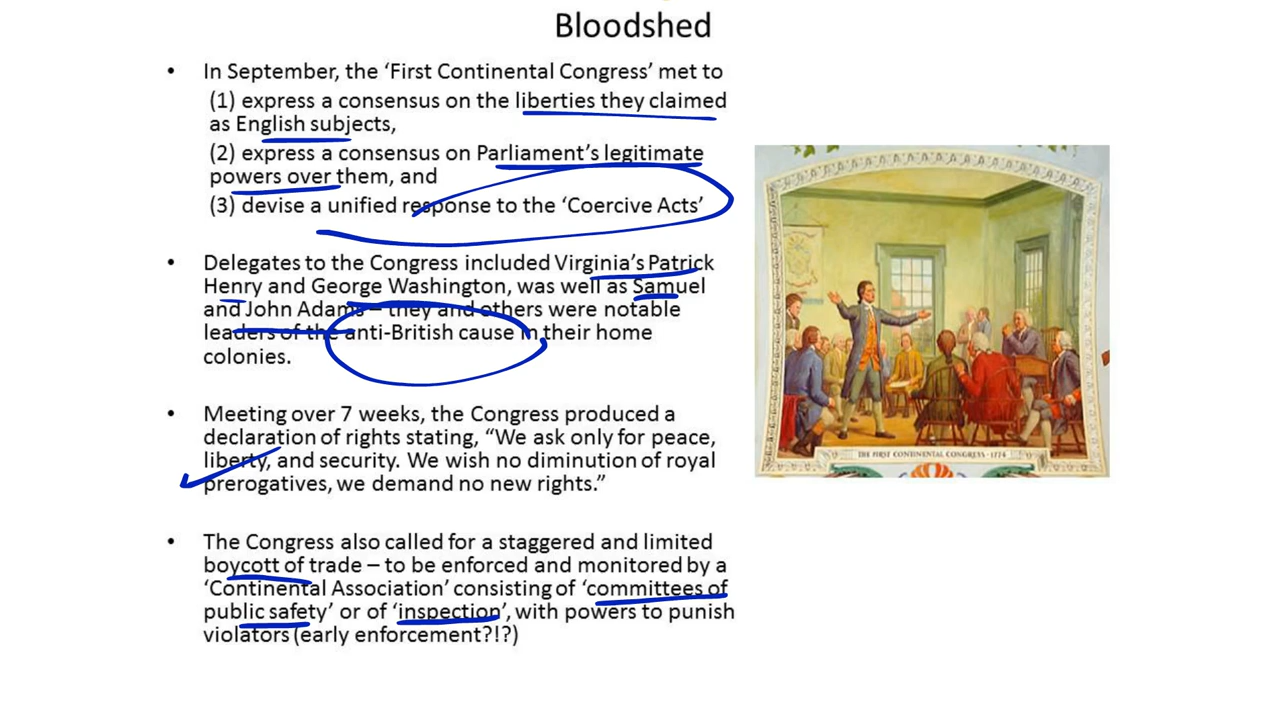 Bloodshed
• In September, the ‘First Continental Congress’ met to
(1) express a consensus on the liberties they claimed
as English subjects,
(2) express a consensus on Parliament’s legitimate
powers over them, and
(3) devise a unified response to the ‘Coercive Acts’
• Delegates to the Congress included Virginia’s Patrick
Henry and George Washington, was well as Samuel
and John Adams – they and others were notable
leaders of the anti-British cause in their home
colonies.
• Meeting over 7 weeks, the Congress produced a
declaration of rights stating, “We ask only for peace,
liberty, and security. We wish no diminution of royal
prerogatives, we demand no new rights.”
• The Congress also called for a staggered and limited
boycott of trade – to be enforced and monitored by a
‘Continental Association’ consisting of ‘committees of
public safety’ or of ‘inspection’, with powers to punish
violators (early enforcement?!?)
THE FIRST CONTINENTAL CONGRESS · 1774